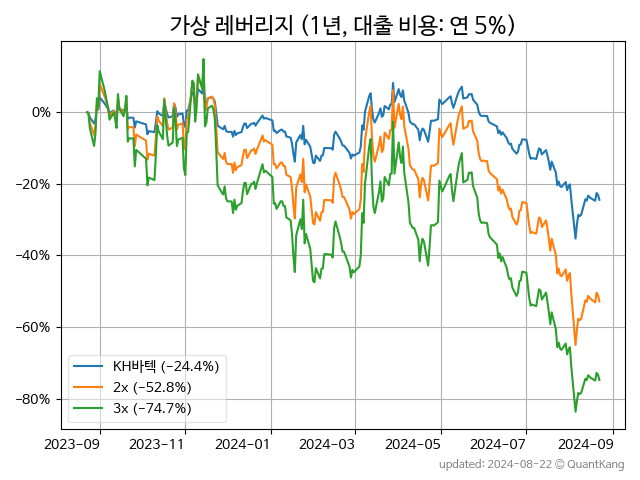 가상 레버리지 (1년, 대출 비용: 연 5%)
0%
−20%
−40%
−60%
−80%
KH바텍 (−24.4%)
2x (−52.8%)
3x (−74.7%)
2023-09 2023-11 2024-01 2024-03 2024-05 2024-07 2024-09
updated: 2024-08-22 © QuantKang